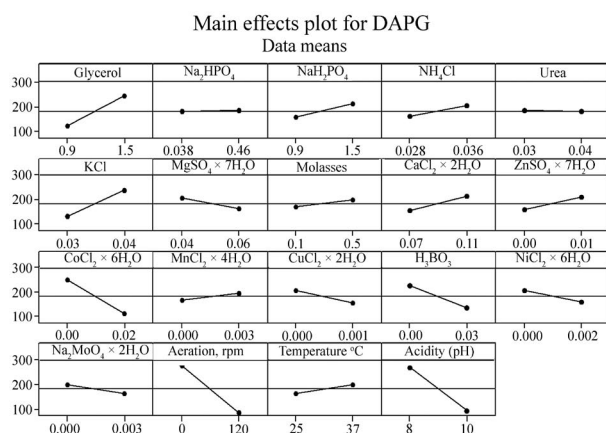 Main effects plot for DAPG
Data means
Glycerol Na₂HPO₄ NaH₂PO₄ NH₄Cl Urea
300
200
100
0.9 1.5 0.038 0.46 0.9 1.5 0.028 0.036 0.03 0.04
KCl MgSO₄ × 7H₂O Molasses CaCl₂ × 2H₂O ZnSO₄ × 7H₂O
300
200
100
0.03 0.04 0.04 0.06 0.1 0.5 0.07 0.11 0.00 0.01
CoCl₂ × 6H₂O MnCl₂ × 4H₂O CuCl₂ × 2H₂O H₃BO₃ NiCl₂ × 6H₂O
300
200
100
0.00 0.02 0.000 0.003 0.000 0.001 0.00 0.03 0.000 0.002
Na₂MoO₄ × 2H₂O Aeration, rpm Temperature °C Acidity (pH)
300
200
100
0.000 0.003 0 120 25 37 8 10